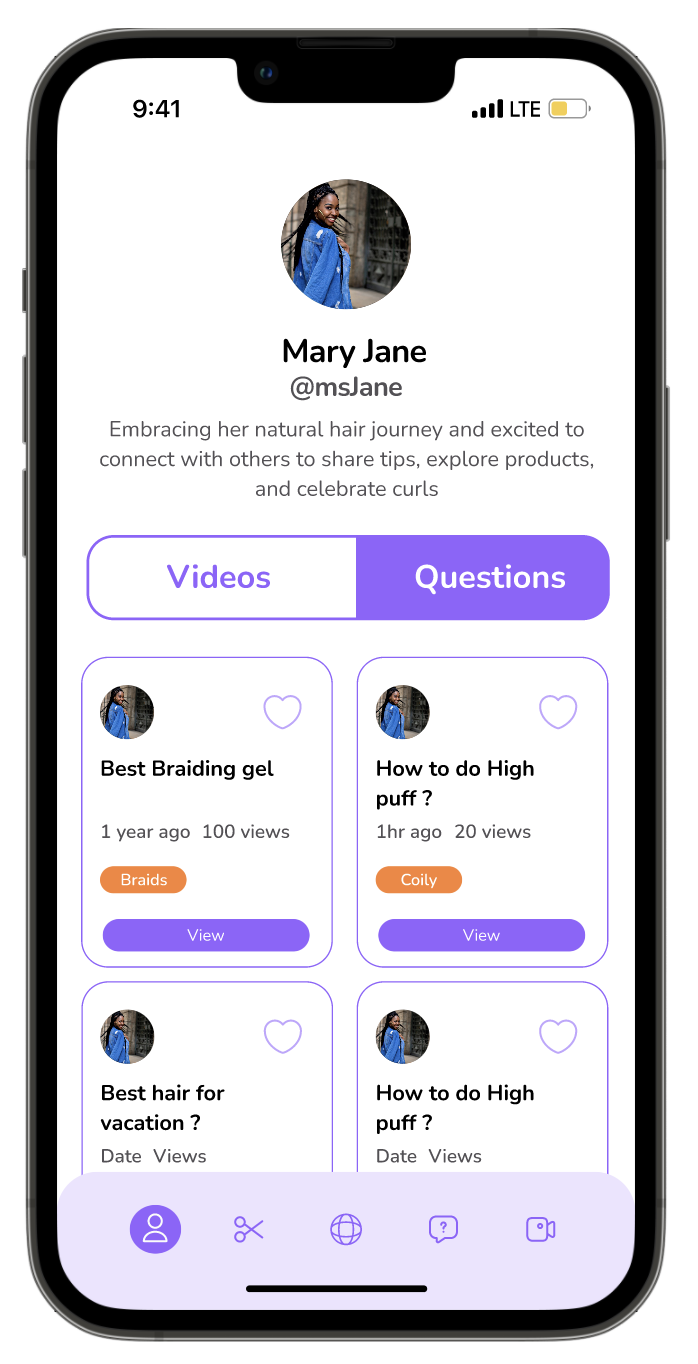 9:41 LTE
Mary Jane
@msJane
Embracing her natural hair journey and excited to
connect with others to share tips, explore products,
and celebrate curls
Videos Questions
Best Braiding gel
1 year ago 100 views
Braids
View
How to do High
puff ?
1hr ago 20 views
Coily
View
Best hair for
vacation ?
Date Views
How to do High
puff ?
Date Views
?